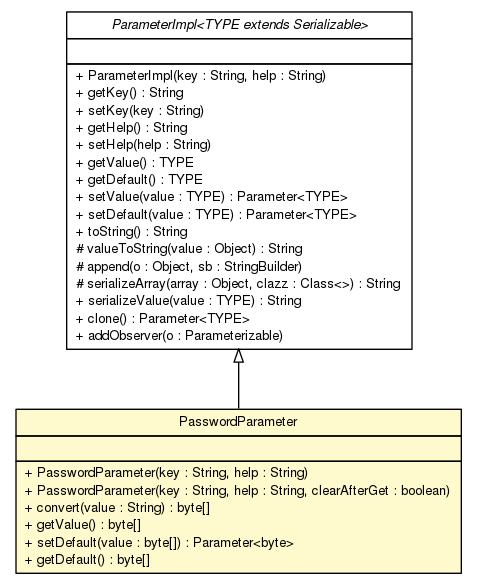 ParameterImpl<TYPE extends Serializable>
+ ParameterImpl(key : String, help : String)
+ getKey() : String
+ setKey(key : String)
+ getHelp() : String
+ setHelp(help : String)
+ getValue() : TYPE
+ getDefault() : TYPE
+ setValue(value : TYPE) : Parameter<TYPE>
+ setDefault(value : TYPE) : Parameter<TYPE>
+ toString() : String
# valueToString(value : Object) : String
# append(o : Object, sb : StringBuilder)
# serializeArray(array : Object, clazz : Class<>) : String
+ serializeValue(value : TYPE) : String
+ clone() : Parameter<TYPE>
+ addObserver(o : Parameterizable)
PasswordParameter
+ PasswordParameter(key : String, help : String)
+ PasswordParameter(key : String, help : String, clearAfterGet : boolean)
+ convert(value : String) : byte[]
+ getValue() : byte[]
+ setDefault(value : byte[]) : Parameter<byte>
+ getDefault() : byte[]